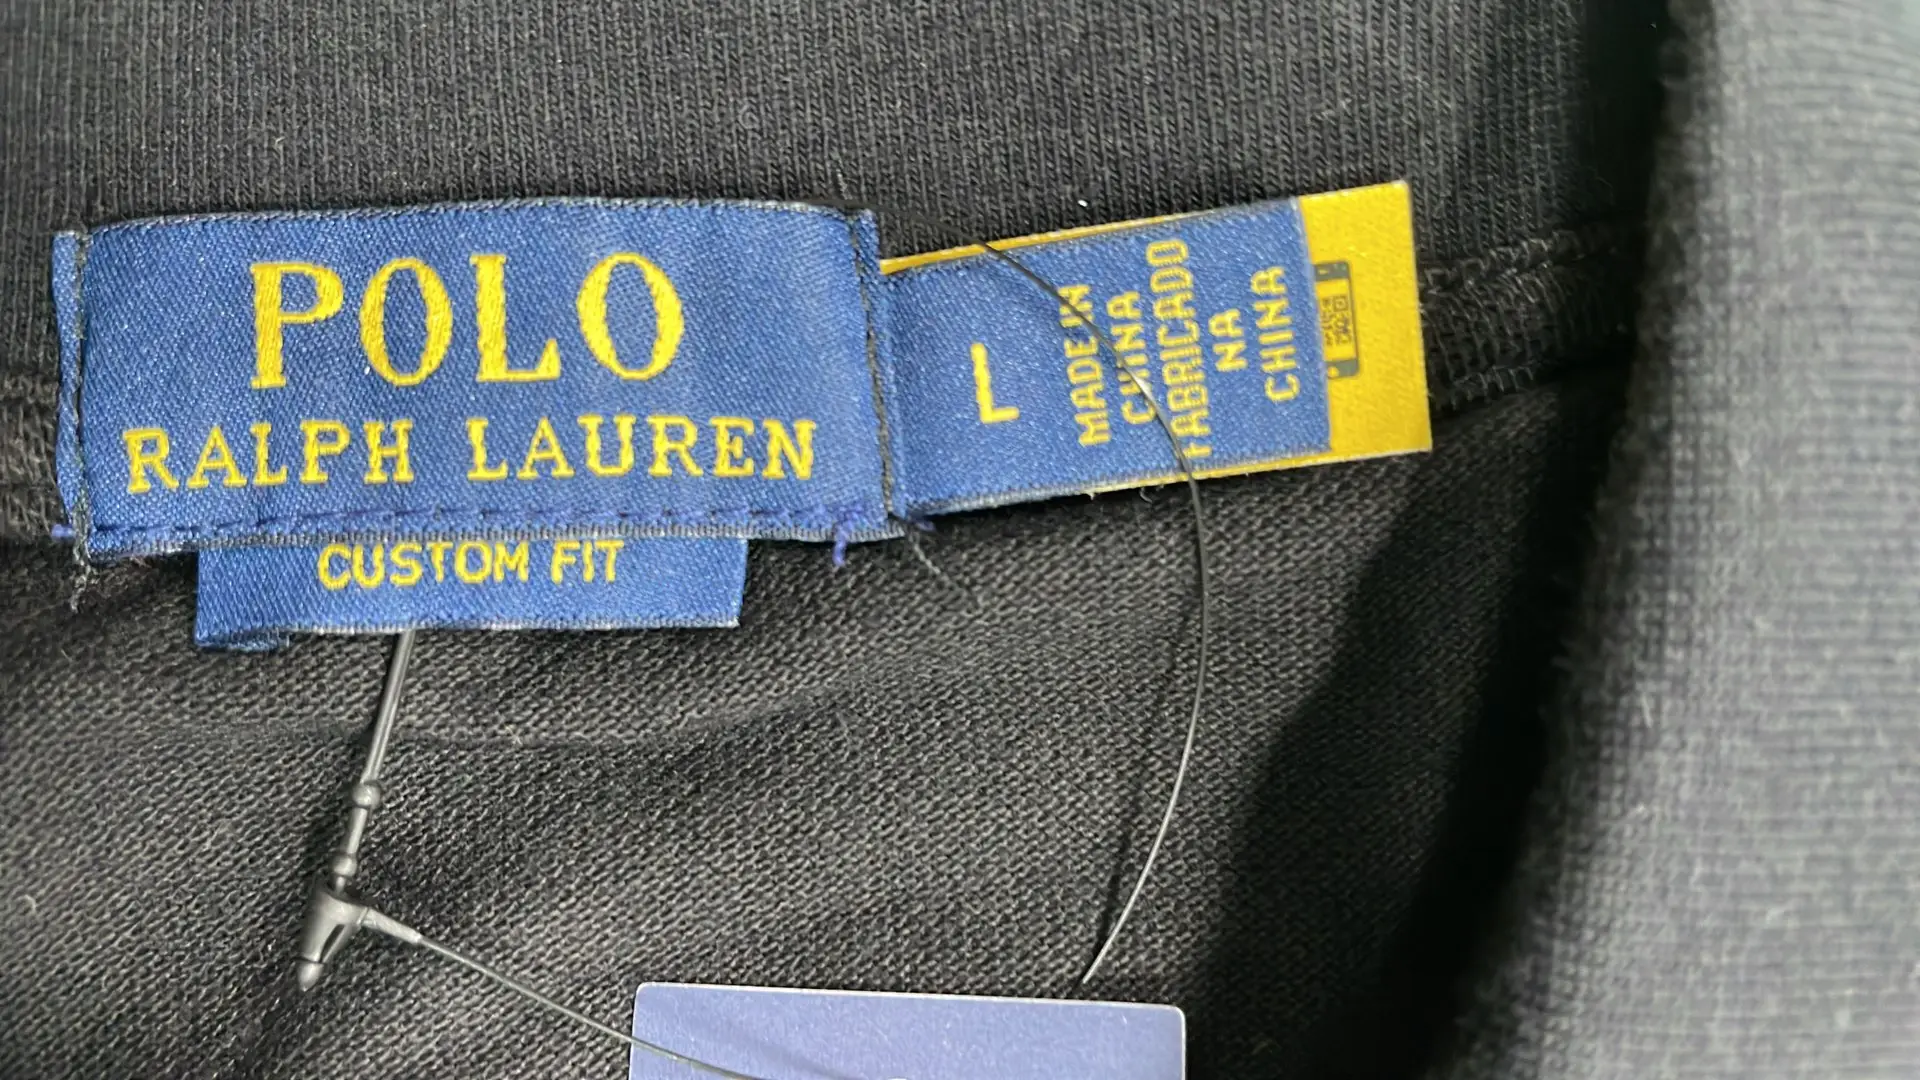 POLO
RALPH LAUREN
CUSTOM FIT
L
MADE IN
CHINA
FABRICADO
NA
CHINA